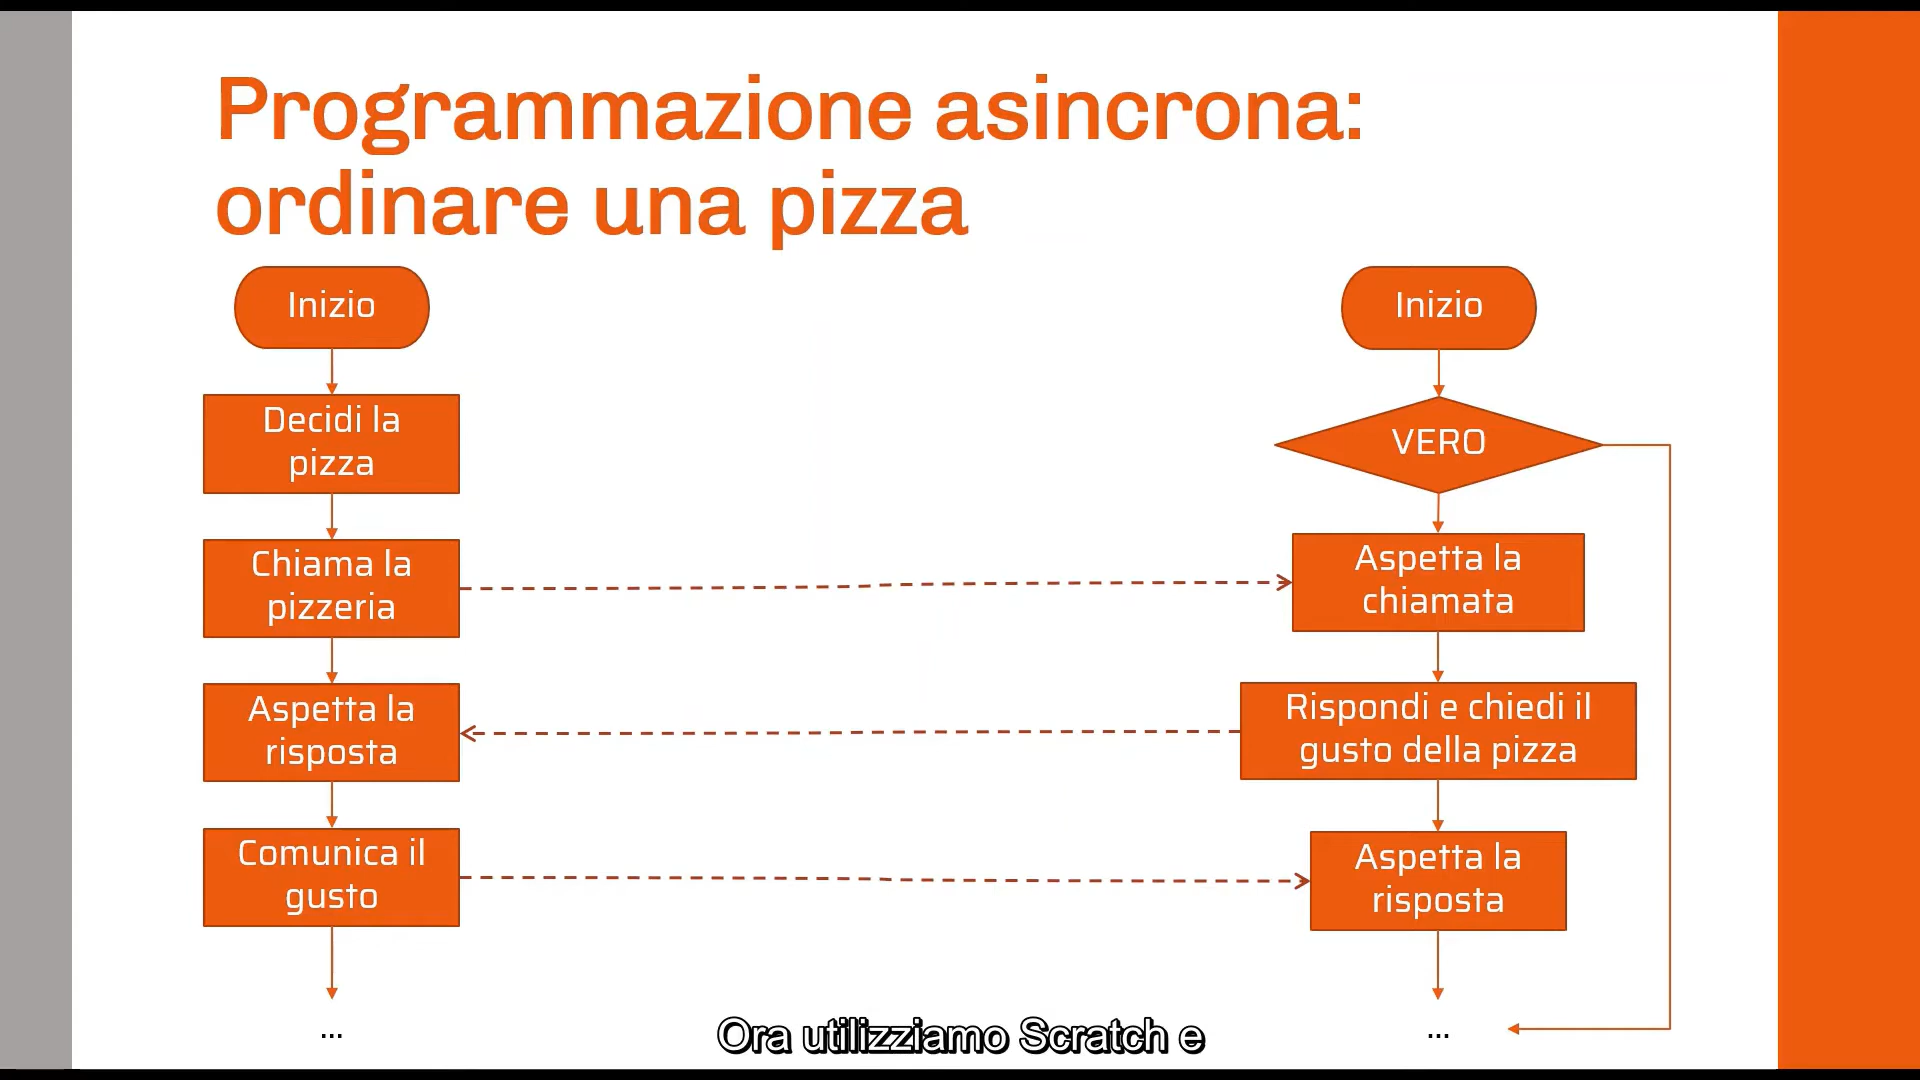 Programmazione asincrona:
ordinare una pizza
Inizio
Decidi la
pizza
Chiama la
pizzeria
Aspetta la
risposta
Comunica il
gusto
...
Inizio
VERO
Aspetta la
chiamata
Rispondi e chiedi il
gusto della pizza
Aspetta la
risposta
...
Ora utilizziamo Scratch e